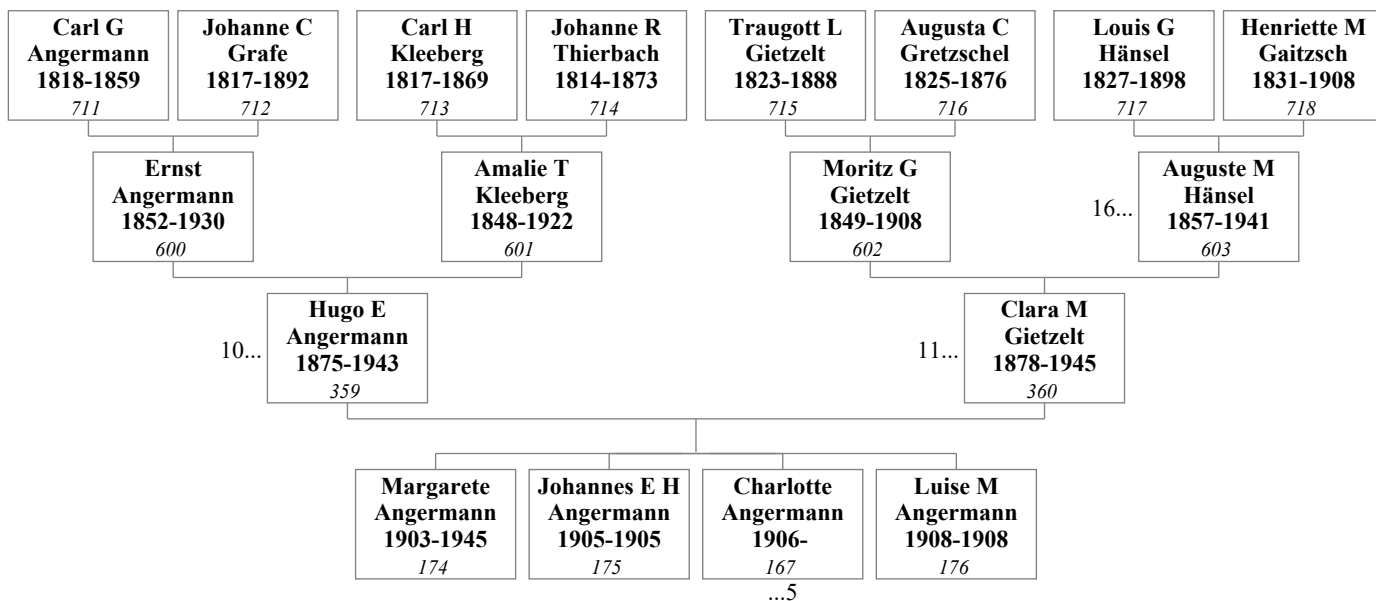 Carl G
Angermann
1818-1859
711
Johanne C
Grafe
1817-1892
712
Carl H
Kleeberg
1817-1869
713
Johanne R
Thierbach
1814-1873
714
Traugott L
Gietzelt
1823-1888
715
Augusta C
Gretzschel
1825-1876
716
Louis G
Hänsel
1827-1898
717
Henriette M
Gaitzsch
1831-1908
718
Ernst
Angermann
1852-1930
600
Amalie T
Kleeberg
1848-1922
601
Moritz G
Gietzelt
1849-1908
602
16...
Auguste M
Hänsel
1857-1941
603
10...
Hugo E
Angermann
1875-1943
359
11...
Clara M
Gietzelt
1878-1945
360
Margarete
Angermann
1903-1945
174
Johannes E H
Angermann
1905-1905
175
Charlotte
Angermann
1906-
167
...5
Luise M
Angermann
1908-1908
176